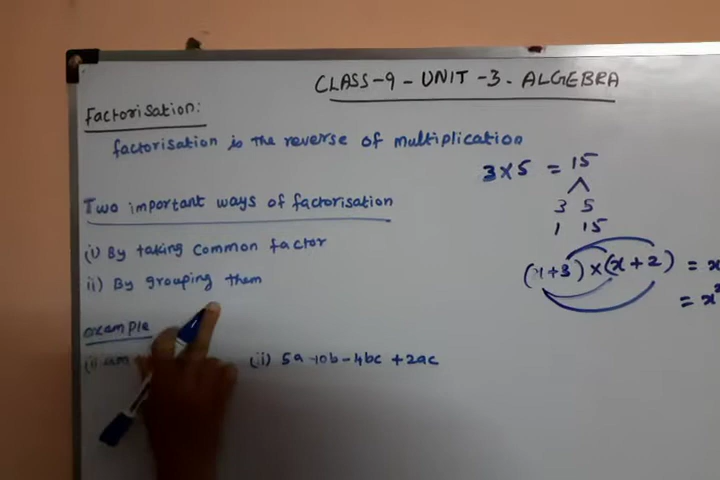 CLASS-9-UNIT-3-ALGEBRA
Factorisation:
factorisation is the reverse of multiplication
3×5 = 15
3 5
1 15
Two important ways of factorisation
(i) By taking Common factor
ii) By grouping them
(x+3)×(x+2) = x
= x²
example
(i) am (ii) 5a-10b-4bc+2ac